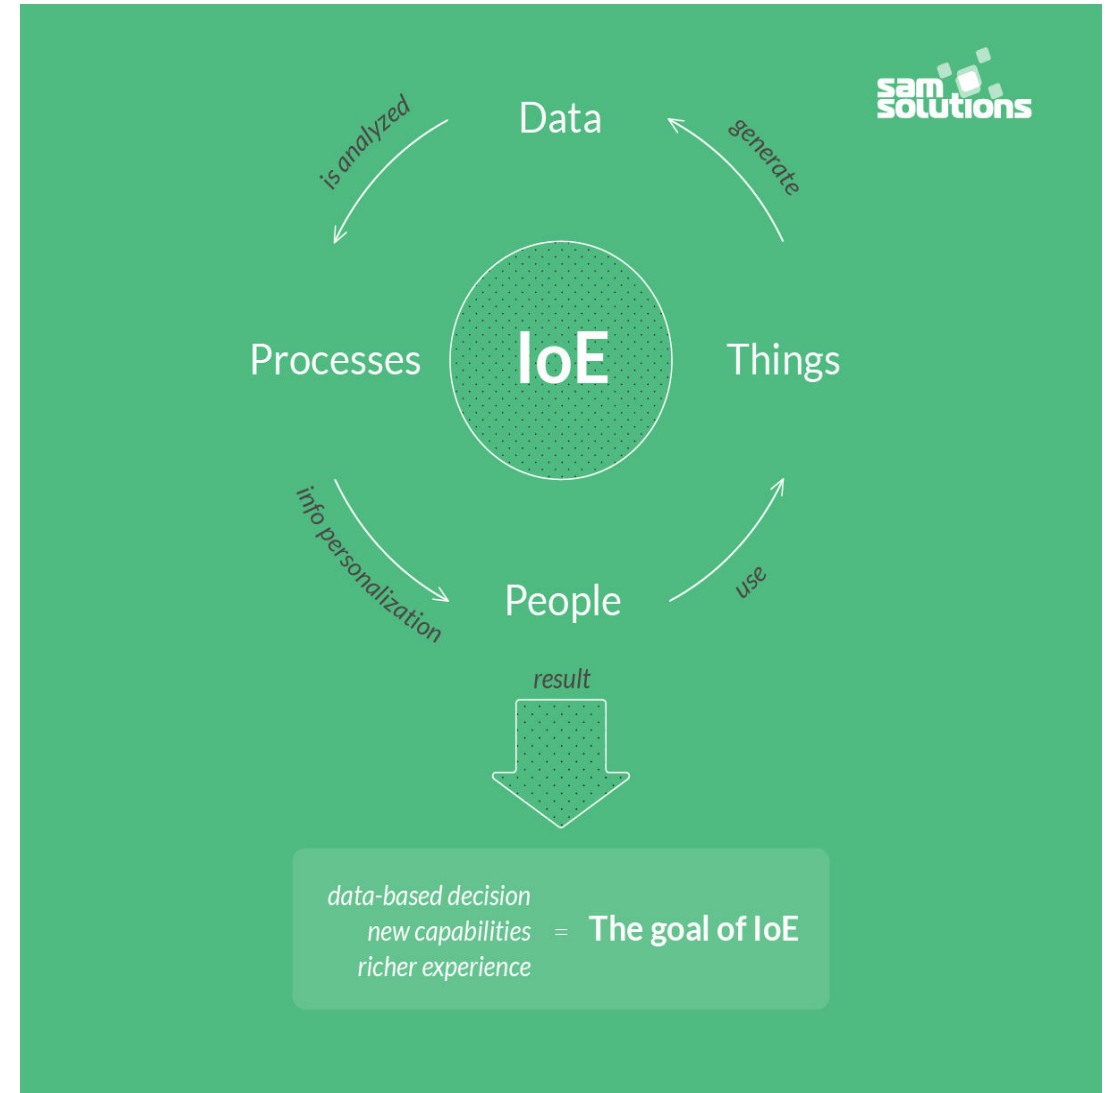 sam
solutions
Data
is analyzed
generate
Processes
IoE
Things
info personalization
use
People
result
data-based decision
new capabilities
richer experience
=
The goal of IoE